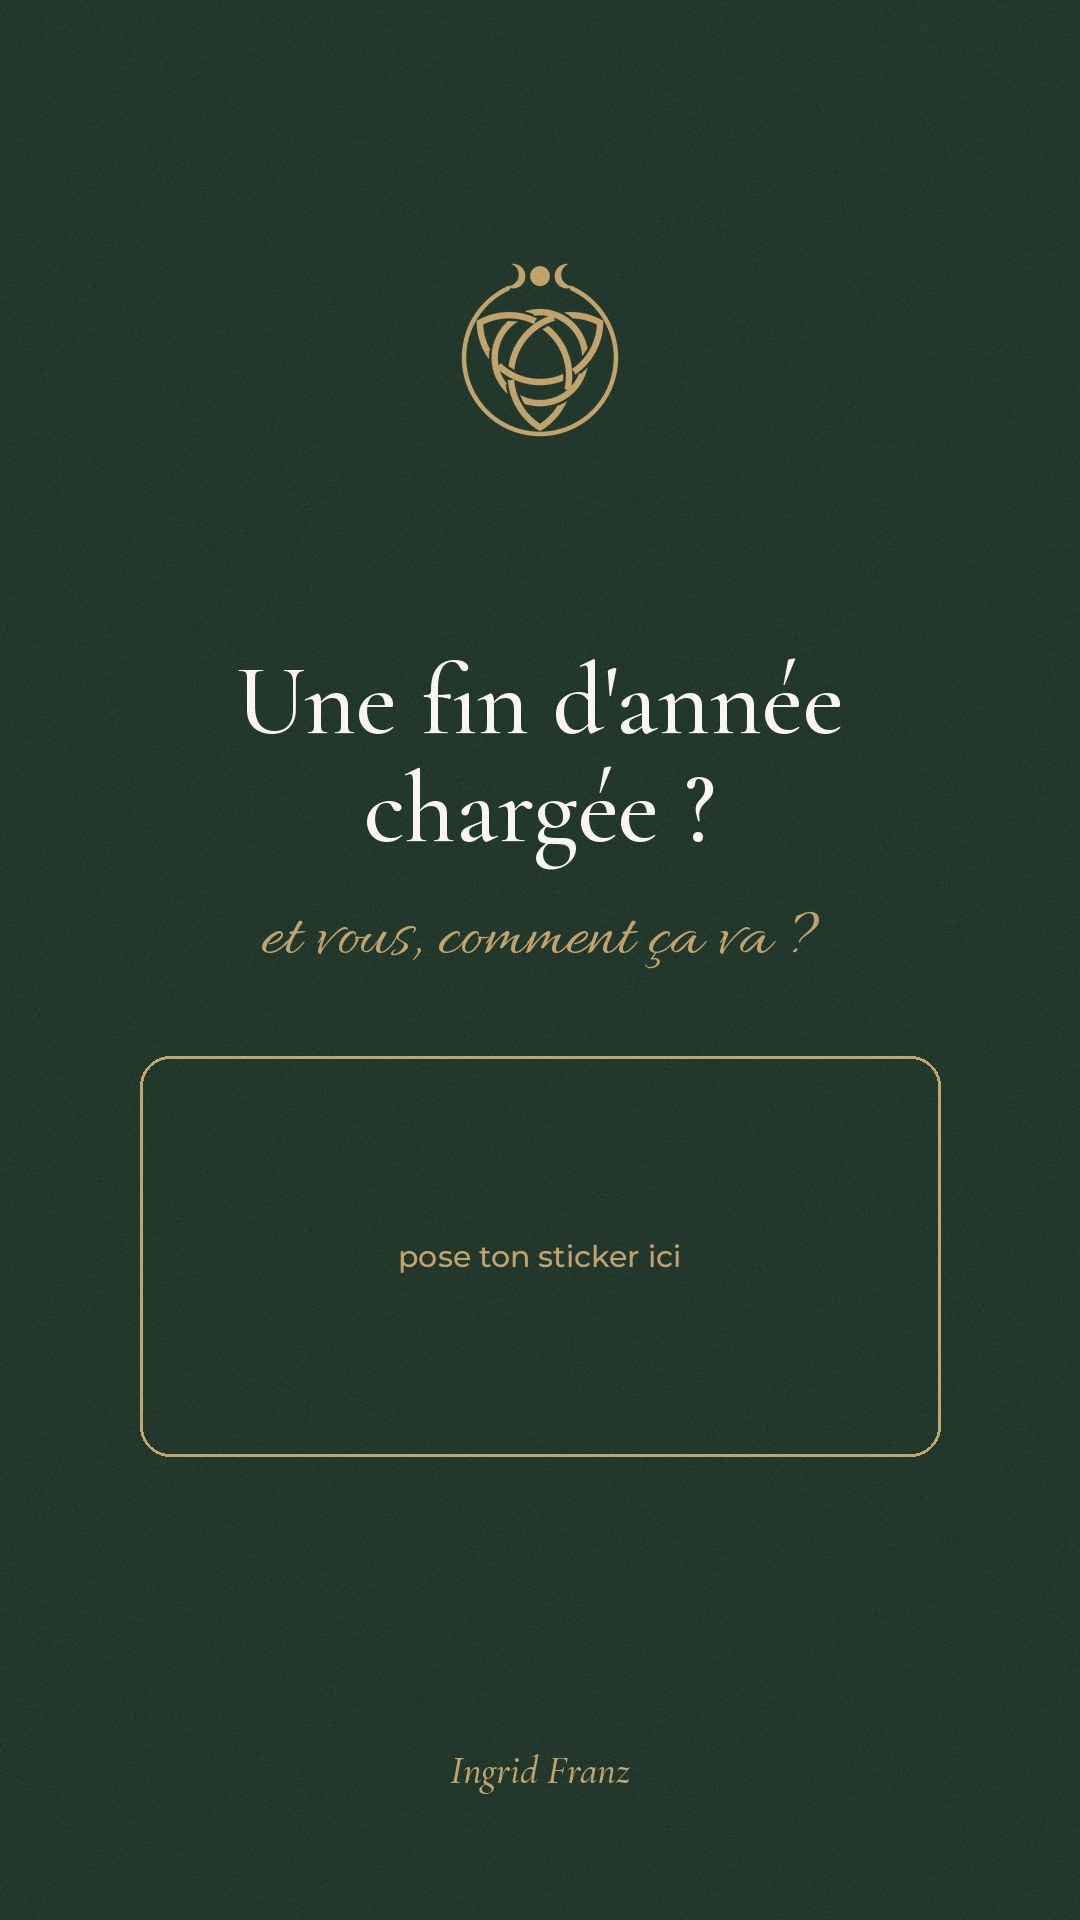 Une fin d'année
chargée ?
et vous, comment ça va ?
pose ton sticker ici
Ingrid Franz